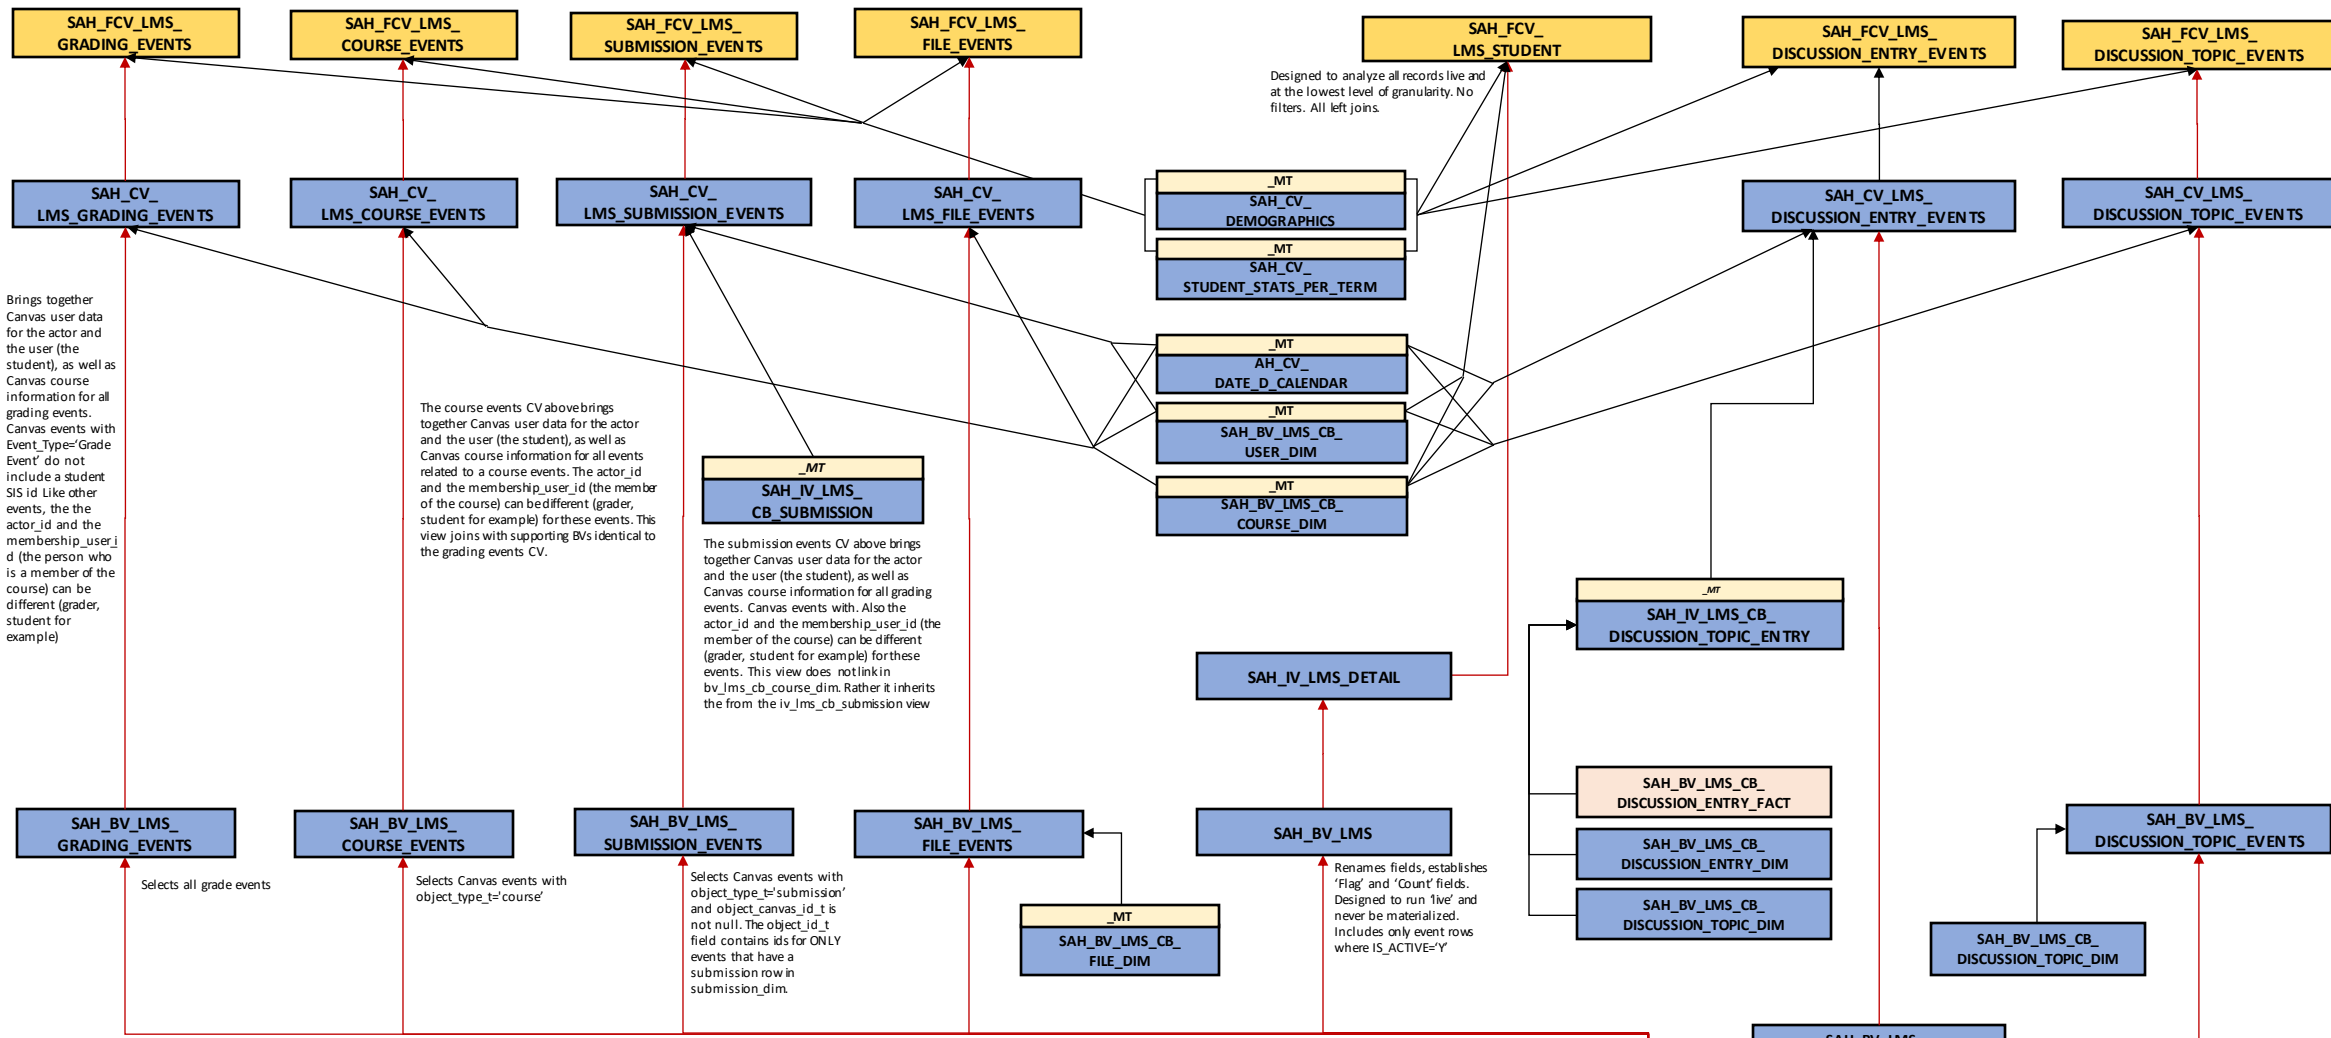 SAH_FCV_LMS_
GRADING_EVENTS
SAH_FCV_LMS_
COURSE_EVENTS
SAH_FCV_LMS_
SUBMISSION_EVENTS
SAH_FCV_LMS_
FILE_EVENTS
SAH_FCV_
LMS_STUDENT
SAH_FCV_LMS_
DISCUSSION_ENTRY_EVENTS
SAH_FCV_LMS_
DISCUSSION_TOPIC_EVENTS
Designed to analyze all records live and
at the lowest level of granularity. No
filters. All left joins.
SAH_CV_
LMS_GRADING_EVENTS
SAH_CV_
LMS_COURSE_EVENTS
SAH_CV_
LMS_SUBMISSION_EVENTS
SAH_CV_
LMS_FILE_EVENTS
_MT
SAH_CV_
DEMOGRAPHICS
_MT
SAH_CV_
STUDENT_STATS_PER_TERM
SAH_CV_LMS_
DISCUSSION_ENTRY_EVENTS
SAH_CV_LMS_
DISCUSSION_TOPIC_EVENTS
Brings together
Canvas user data
for the actor and
the user (the
student), as well as
Canvas course
information for all
grading events.
Canvas events with
Event_Type=‘Grade
Event’ do not
include a student
SIS id Like other
events, the the
actor_id and the
membership_user_i
d (the person who
is a member of the
course) can be
different (grader,
student for
example)
The course events CV above brings
together Canvas user data for the actor
and the user (the student), as well as
Canvas course information for all events
related to a course events. The actor_id
and the membership_user_id (the member
of the course) can be different (grader,
student for example) for these events. This
view joins with supporting BVs identical to
the grading events CV.
_MT
SAH_IV_LMS_
CB_SUBMISSION
The submission events CV above brings
together Canvas user data for the actor
and the user (the student), as well as
Canvas course information for all grading
events. Canvas events with. Also the
actor_id and the membership_user_id (the
member of the course) can be different
(grader, student for example) for these
events. This view does not link in
bv_lms_cb_course_dim. Rather it inherits
the from the iv_lms_cb_submission view
_MT
AH_CV_
DATE_D_CALENDAR
_MT
SAH_BV_LMS_CB_
USER_DIM
_MT
SAH_BV_LMS_CB_
COURSE_DIM
_MT
SAH_IV_LMS_CB_
DISCUSSION_TOPIC_ENTRY
SAH_IV_LMS_DETAIL
SAH_BV_LMS_CB_
DISCUSSION_ENTRY_FACT
SAH_BV_LMS_CB_
DISCUSSION_ENTRY_DIM
SAH_BV_LMS_CB_
DISCUSSION_TOPIC_DIM
SAH_BV_LMS_
GRADING_EVENTS
SAH_BV_LMS_
COURSE_EVENTS
SAH_BV_LMS_
SUBMISSION_EVENTS
SAH_BV_LMS_
FILE_EVENTS
SAH_BV_LMS
SAH_BV_LMS_
DISCUSSION_TOPIC_EVENTS
Selects all grade events
Selects Canvas events with
object_type_t=‘course’
Selects Canvas events with
object_type_t='submission’
and object_canvas_id_t is
not null. The object_id_t
field contains ids for ONLY
events that have a
submission row in
submission_dim.
_MT
SAH_BV_LMS_CB_
FILE_DIM
Renames fields, establishes
‘Flag’ and ‘Count’ fields.
Designed to run ‘live’ and
never be materialized.
Includes only event rows
where IS_ACTIVE=‘Y’
SAH_BV_LMS_CB_
DISCUSSION_TOPIC_DIM
SAH_BV_LMS_